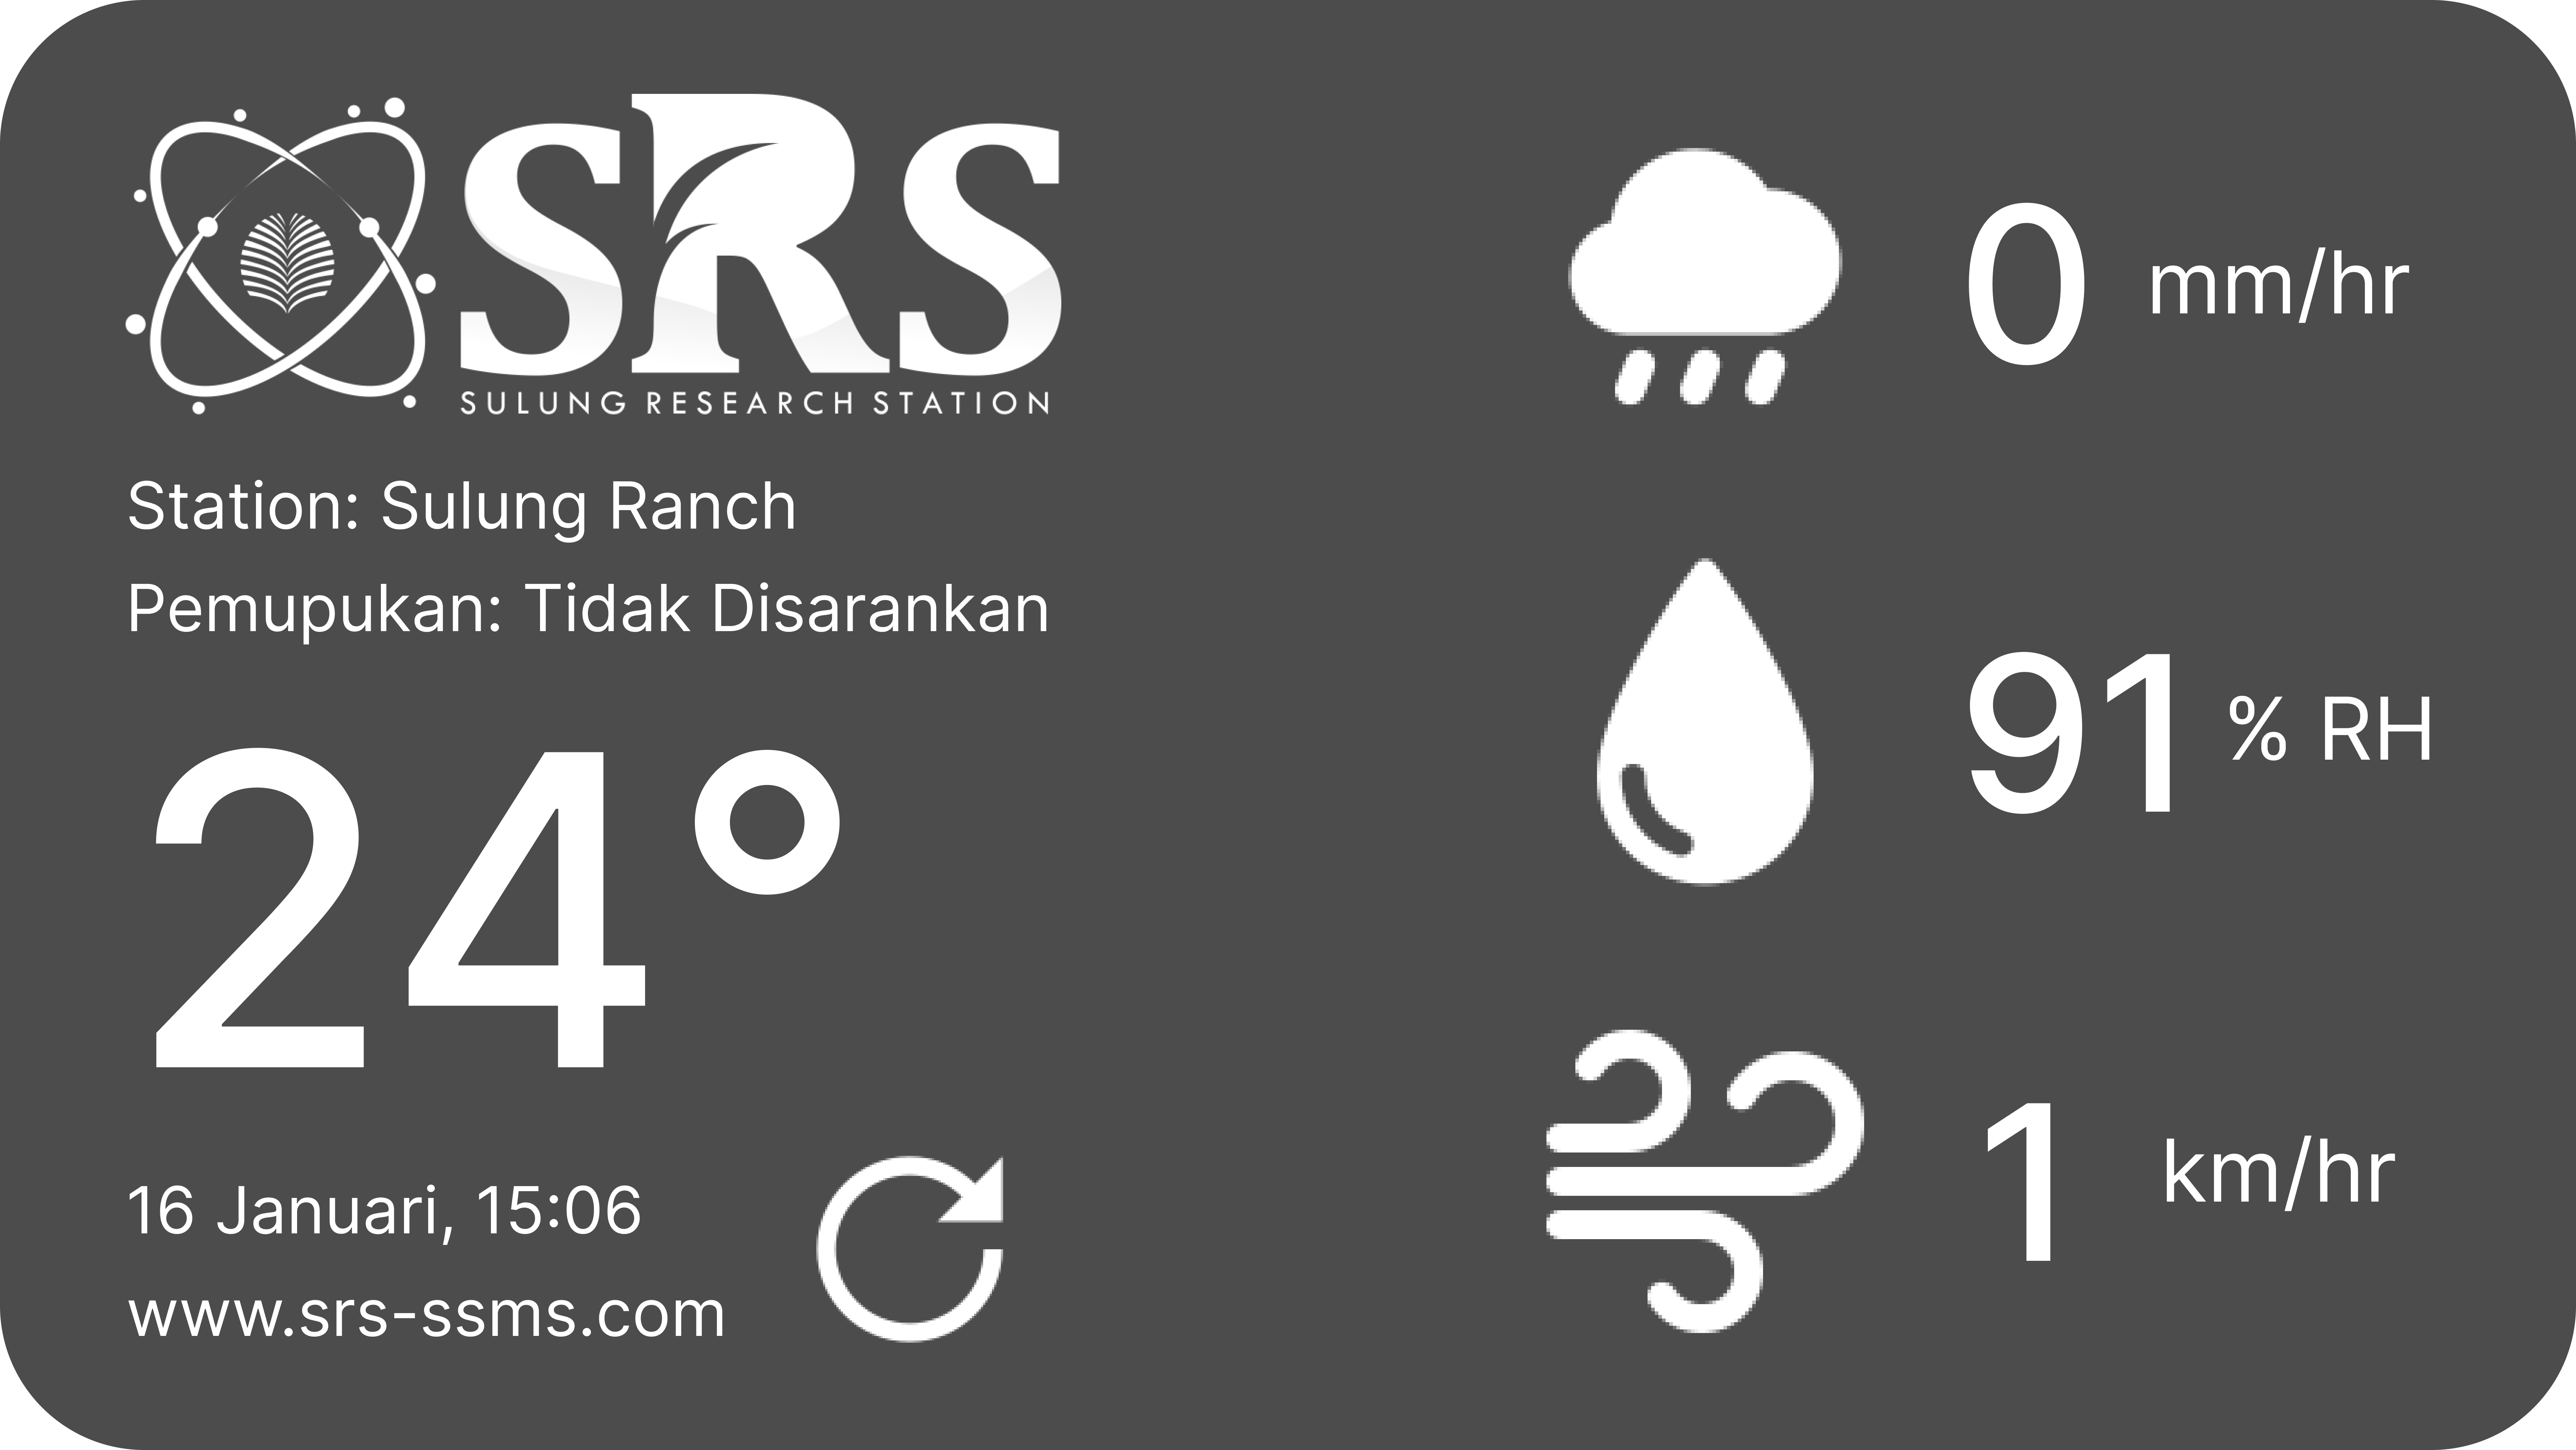 SRS
SULUNG RESEARCH STATION
Station: Sulung Ranch
Pemupukan: Tidak Disarankan
24°
16 Januari, 15:06
www.srs-ssms.com
0 mm/hr
91 % RH
1 km/hr